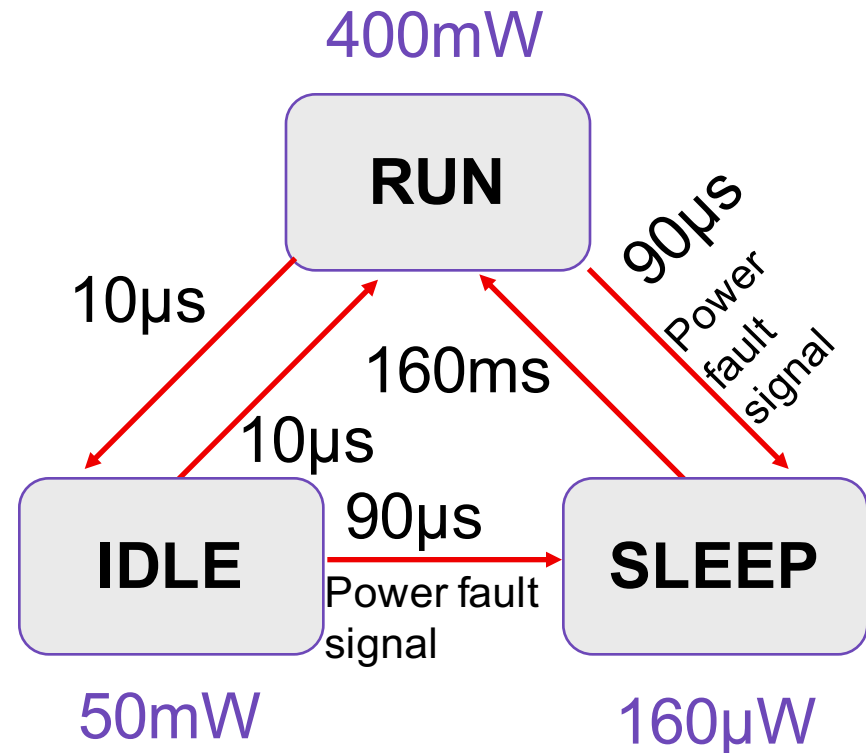 400mW
RUN
90µs
Power
fault
signal
10µs
160ms
10µs
90µs
IDLE
SLEEP
Power fault
signal
50mW
160µW